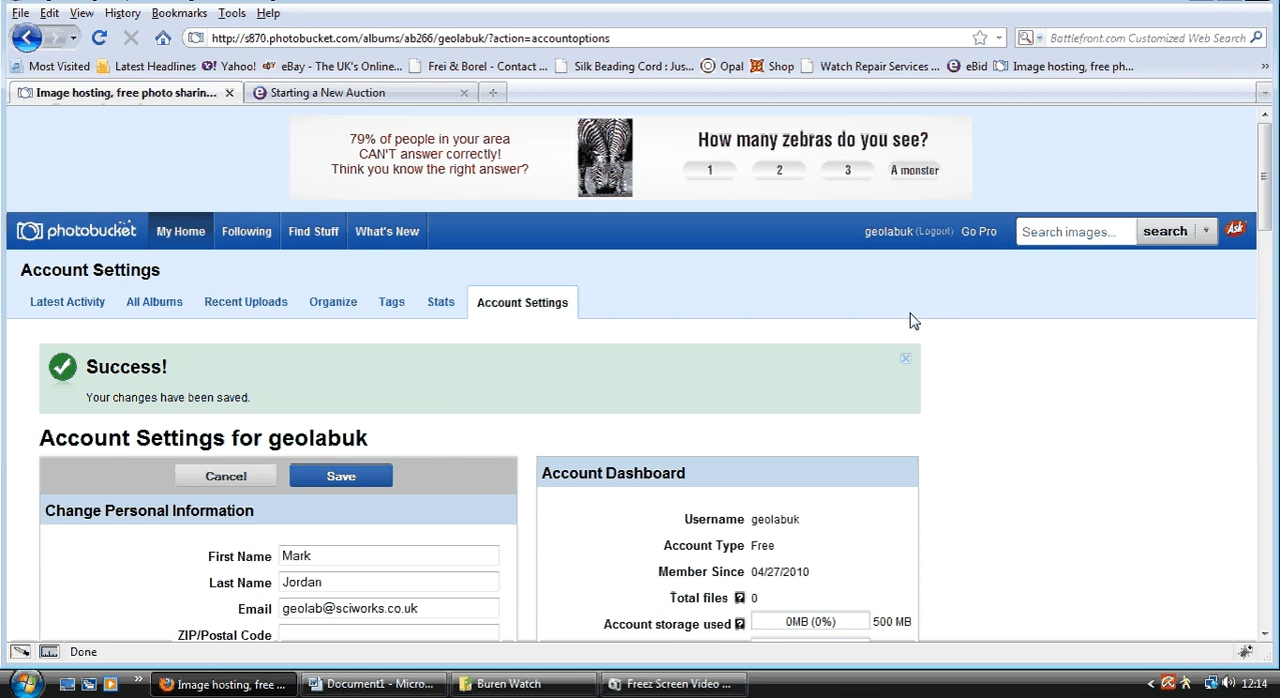 File Edit View History Bookmarks Tools Help
http://s870.photobucket.com/albums/ab266/geolabuk/?action=accountoptions
Battlefront.com Customized Web Search
Most Visited Latest Headlines Yahoo! eBay - The UK's Online... Frei & Borel - Contact ... Silk Beading Cord : Jus... Opal Shop Watch Repair Services ... eBid Image hosting, free ph...
Image hosting, free photo sharin... Starting a New Auction
79% of people in your area
CAN'T answer correctly!
Think you know the right answer?
How many zebras do you see?
1 2 3 A monster
photobucket My Home Following Find Stuff What's New geolabuk (Logout) Go Pro Search images... search Ask
Account Settings
Latest Activity All Albums Recent Uploads Organize Tags Stats Account Settings
Success!
Your changes have been saved.
Account Settings for geolabuk
Cancel Save
Change Personal Information
First Name Mark
Last Name Jordan
Email geolab@sciworks.co.uk
ZIP/Postal Code
Account Dashboard
Username geolabuk
Account Type Free
Member Since 04/27/2010
Total files ? 0
Account storage used ? 0MB (0%) 500 MB
Done
Image hosting, free ... Document1 - Micro... Buren Watch Freez Screen Video ... 12:14